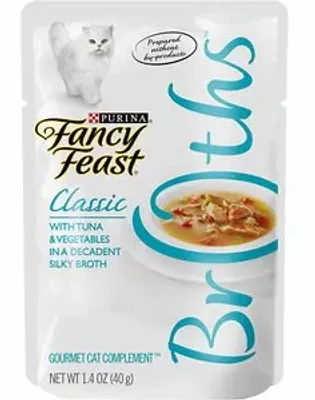 Prepared
without
by-products
PURINA
Fancy
Feast®
Classic
WITH TUNA
& VEGETABLES
IN A DECADENT
SILKY BROTH
Broths™
GOURMET CAT COMPLEMENT™
NET WT 1.4 OZ (40 g)